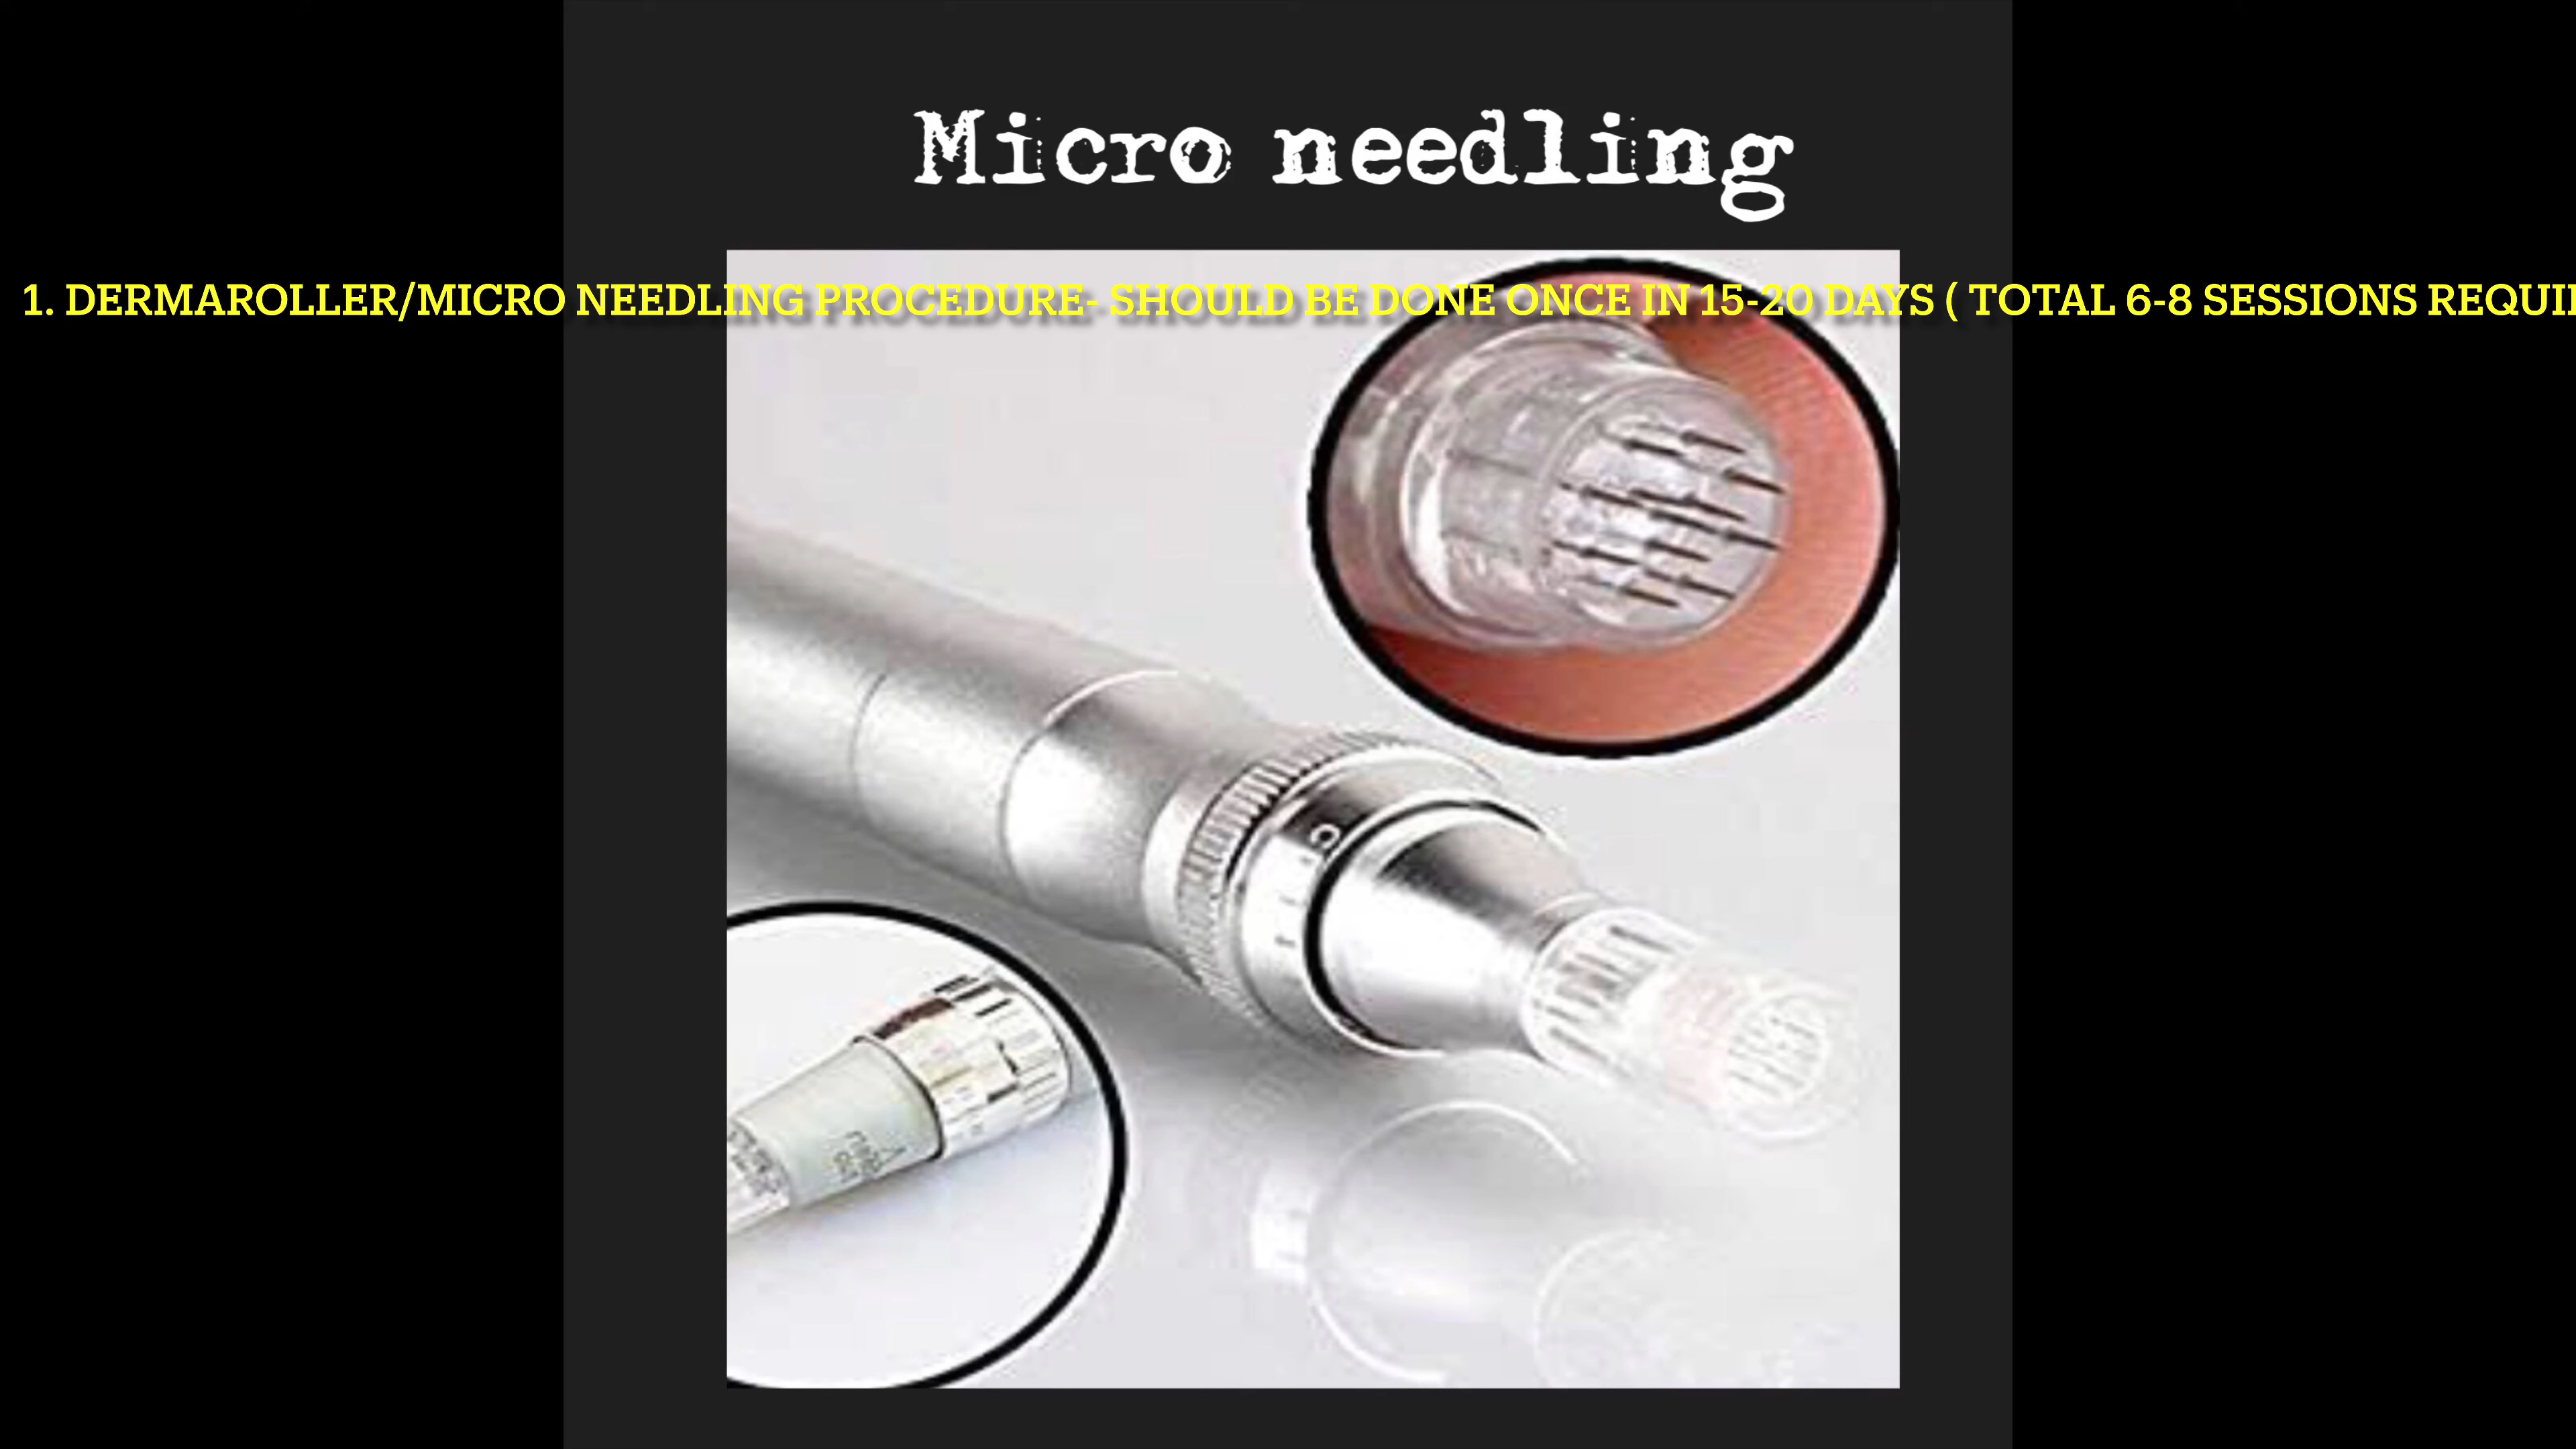 Micro needling
1. DERMAROLLER/MICRO NEEDLING PROCEDURE- SHOULD BE DONE ONCE IN 15-20 DAYS ( TOTAL 6-8 SESSIONS